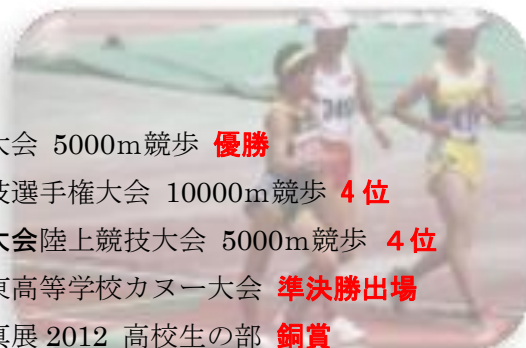 大会 5000m競歩 優勝
技選手権大会 10000m競歩 4位
大会陸上競技大会 5000m競歩 ４位
東高等学校カヌー大会 準決勝出場
真展 2012 高校生の部 銅賞